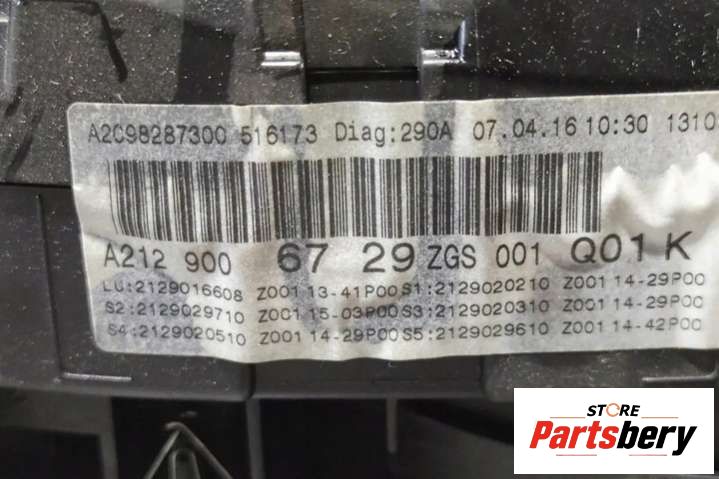 A2C98287300 516173 Diag:290A 07.04.16 10:30 1310
A212 900 67 29 ZGS 001 Q01 K
LU:2129016608 Z001 13-41P00 S1:2129020210 Z001 14-29P00
S2:2129029710 Z001 15-03P00 S3:2129020310 Z001 14-29P00
S4:2129020510 Z001 14-29P00 S5:2129029610 Z001 14-42P00
STORE
Partsbery